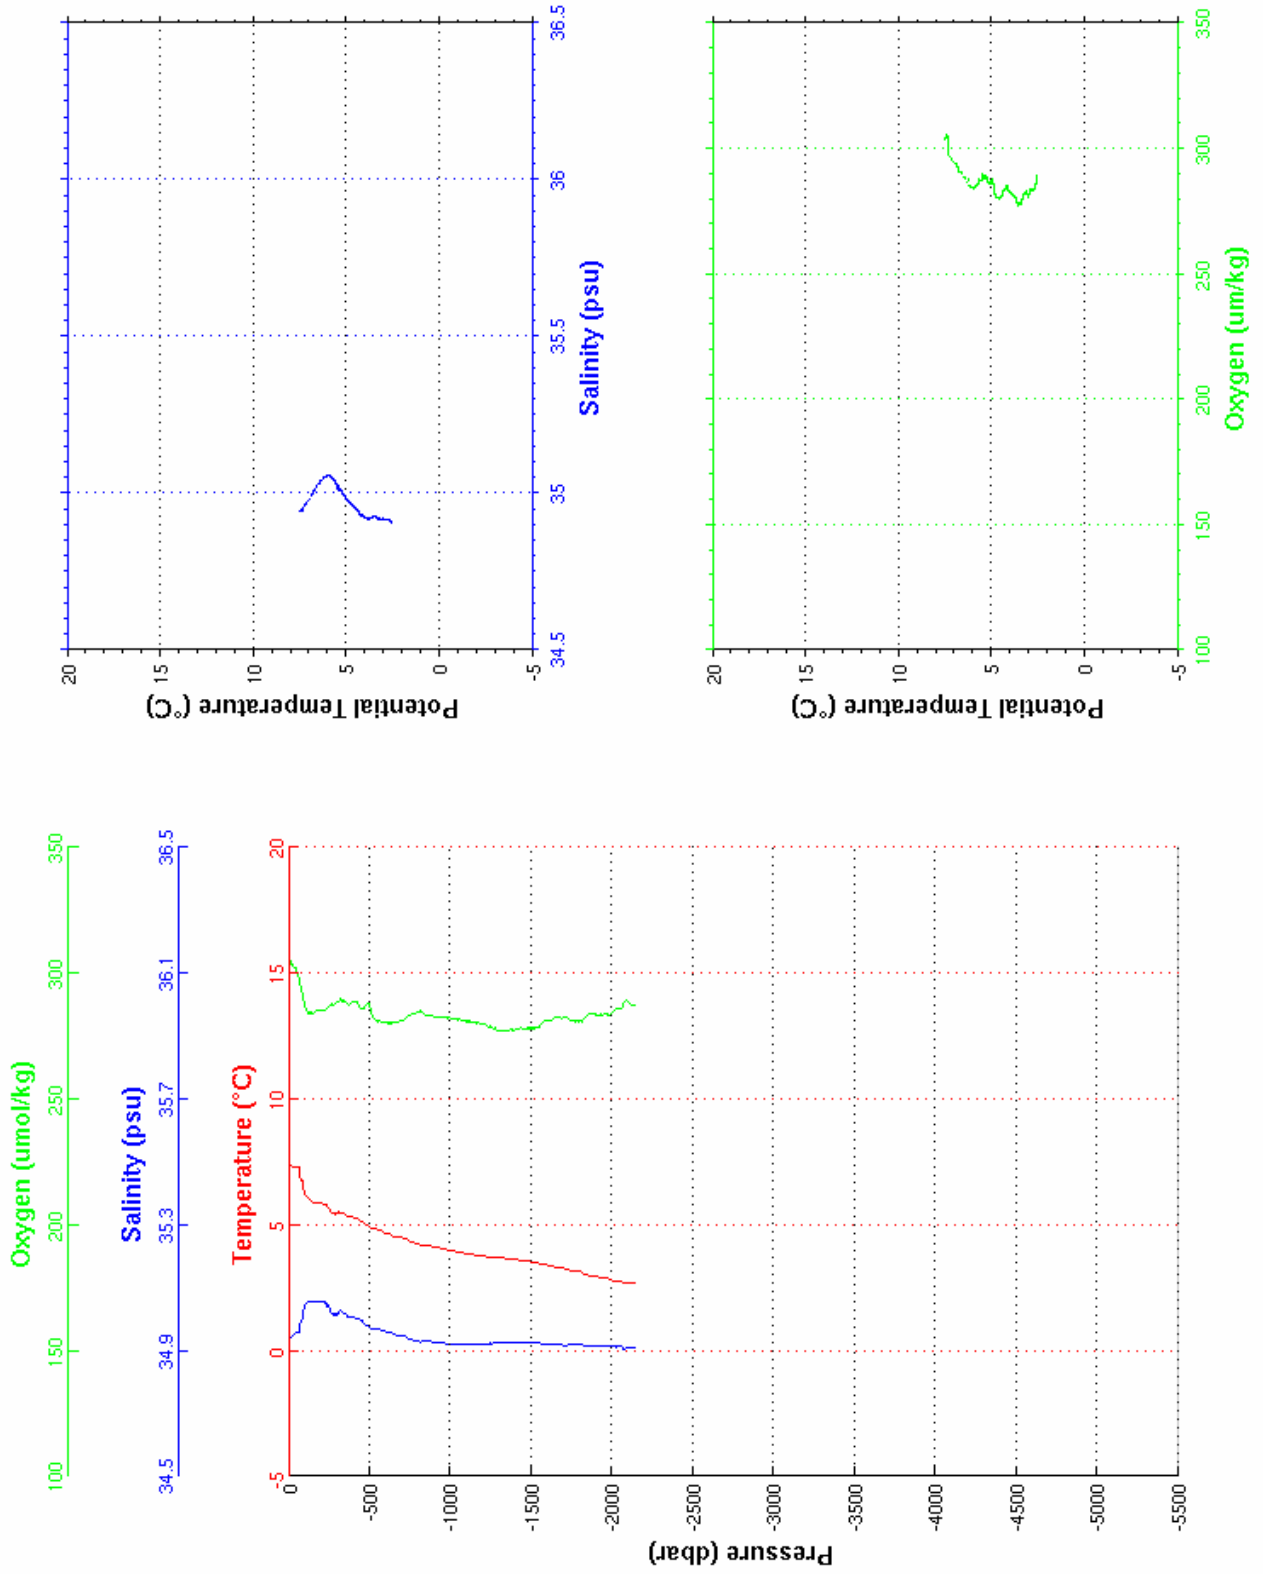 Oxygen (umol/kg)
100 150 200 250 300 350
Salinity (psu)
34.5 34.9 35.3 35.7 36.1 36.5
Temperature (°C)
-5 0 5 10 15 20
0
-500
-1000
-1500
-2000
-2500
-3000
-3500
-4000
-4500
-5000
-5500
Pressure (dbar)
20
15
10
5
0
-5
Potential Temperature (°C)
34.5 35 35.5 36 36.5
Salinity (psu)
20
15
10
5
0
-5
Potential Temperature (°C)
100 150 200 250 300 350
Oxygen (um/kg)